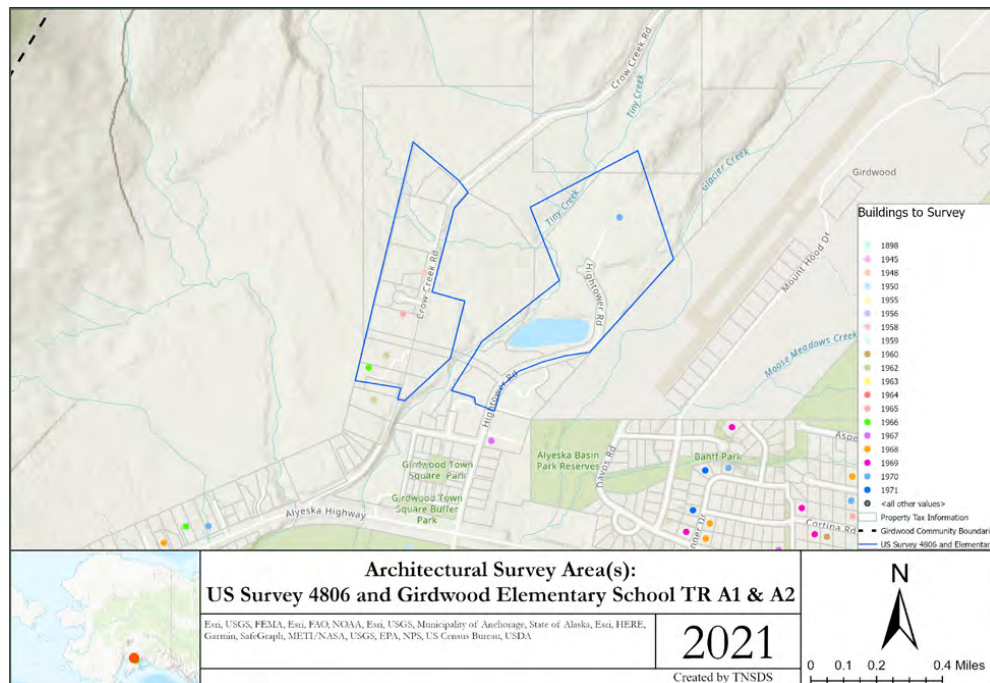 Crow Creek Rd
Tiny Creek
Glacier Creek
Girdwood
Mount Hood Dr
Tiny Creek
Hightower Rd
Crow Creek Rd
Moose Meadows Creek
Hightower Rd
Girdwood Town
Square Park
Girdwood Town
Square Buffer
Park
Alyeska Highway
Alyeska Basin
Park Reserves
Davos Rd
Banff Park
Aspe
Cortina Rd
nner Dr
Buildings to Survey
1898
1945
1948
1950
1955
1956
1958
1959
1960
1962
1963
1964
1965
1966
1967
1968
1969
1970
1971
<all other values>
Property Tax Information
Girdwood Community Boundari
US Survey 4806 and Elementar
Architectural Survey Area(s):
US Survey 4806 and Girdwood Elementary School TR A1 & A2
Esri, USGS, FEMA, Esri, FAO, NOAA, Esri, USGS, Municipality of Anchorage, State of Alaska, Esri, HERE,
Garmin, SafeGraph, METI/NASA, USGS, EPA, NPS, US Census Bureau, USDA
2021
Created by TNSDS
N
0 0.1 0.2 0.4 Miles